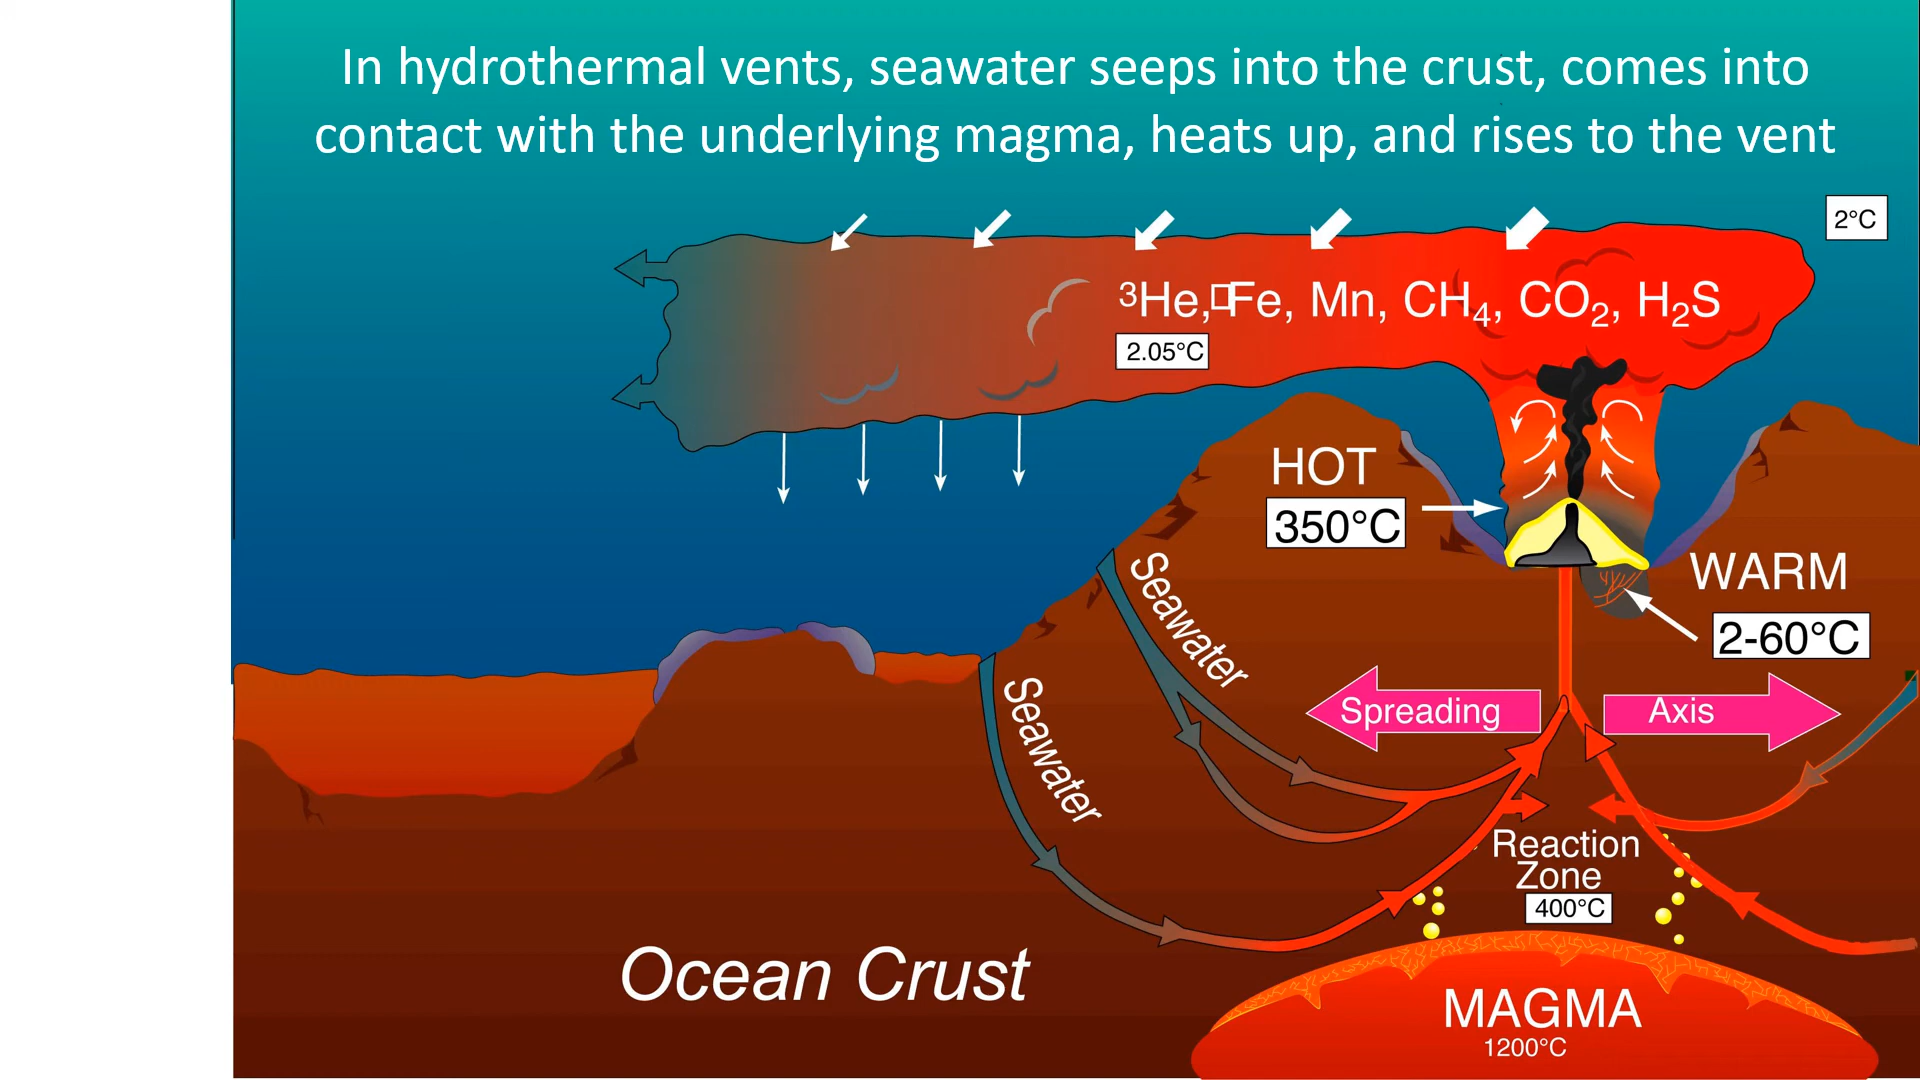 In hydrothermal vents, seawater seeps into the crust, comes into
contact with the underlying magma, heats up, and rises to the vent
2°C
³He,□Fe, Mn, CH₄, CO₂, H₂S
2.05°C
HOT
350°C
WARM
2-60°C
Seawater
Seawater
Spreading
Axis
Reaction
Zone
400°C
Ocean Crust
MAGMA
1200°C